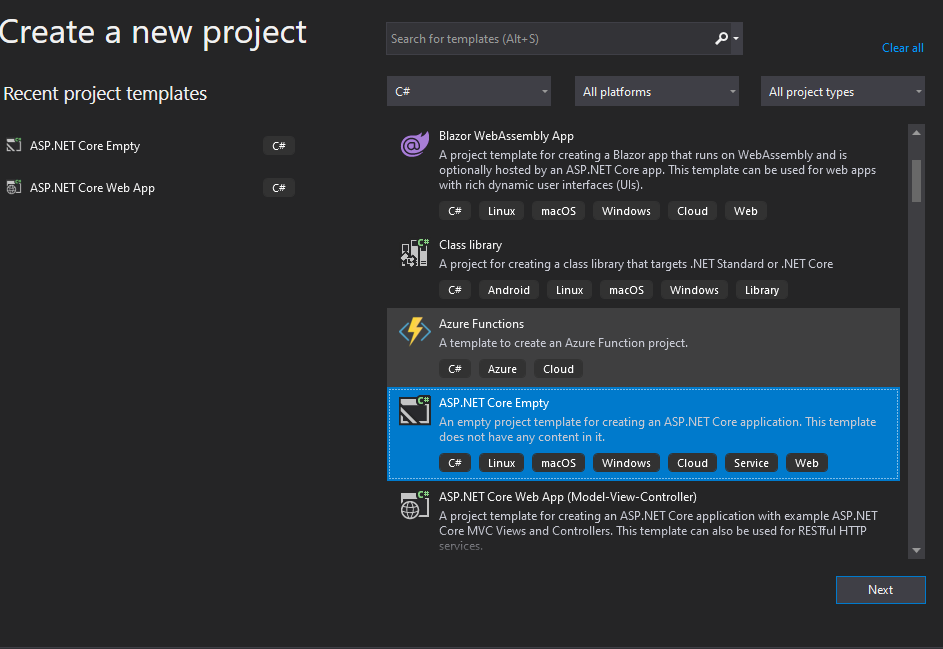 Create a new project
Search for templates (Alt+S)
Clear all
Recent project templates
C#
All platforms
All project types
ASP.NET Core Empty
C#
ASP.NET Core Web App
C#
Blazor WebAssembly App
A project template for creating a Blazor app that runs on WebAssembly and is
optionally hosted by an ASP.NET Core app. This template can be used for web apps
with rich dynamic user interfaces (UIs).
C# Linux macOS Windows Cloud Web
Class library
A project for creating a class library that targets .NET Standard or .NET Core
C# Android Linux macOS Windows Library
Azure Functions
A template to create an Azure Function project.
C# Azure Cloud
ASP.NET Core Empty
An empty project template for creating an ASP.NET Core application. This template
does not have any content in it.
C# Linux macOS Windows Cloud Service Web
ASP.NET Core Web App (Model-View-Controller)
A project template for creating an ASP.NET Core application with example ASP.NET
Core MVC Views and Controllers. This template can also be used for RESTful HTTP
services.
Next